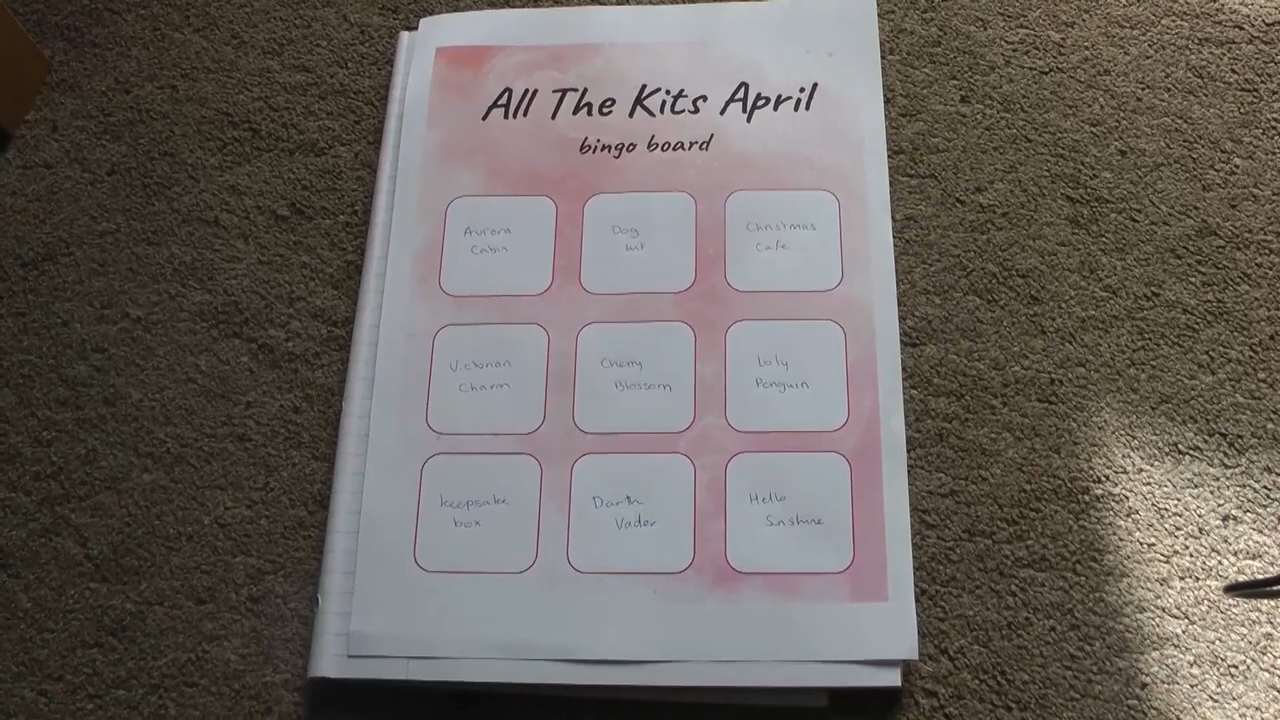 All The Kits April
bingo board
Aurora
Cabin
Dog
kit
Christmas
Cafe
Victorian
Charm
Cherry
Blossom
Loly
Penguin
keepsake
box
Darth
Vader
Hello
Sunshine